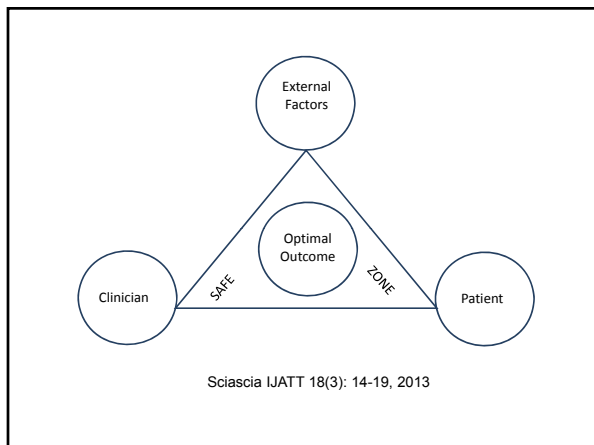 External
Factors
Optimal
Outcome
SAFE
ZONE
Clinician
Patient
Sciascia IJATT 18(3): 14-19, 2013